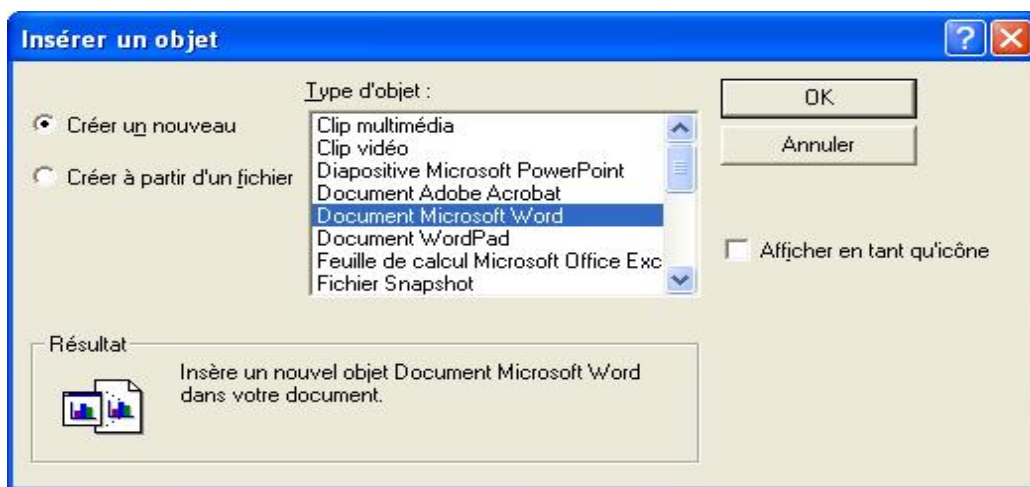 Insérer un objet
?
Type d'objet :
Créer un nouveau
Créer à partir d'un fichier
Clip multimédia
Clip vidéo
Diapositive Microsoft PowerPoint
Document Adobe Acrobat
Document Microsoft Word
Document WordPad
Feuille de calcul Microsoft Office Exc
Fichier Snapshot
OK
Annuler
Afficher en tant qu'icône
Résultat
Insère un nouvel objet Document Microsoft Word
dans votre document.